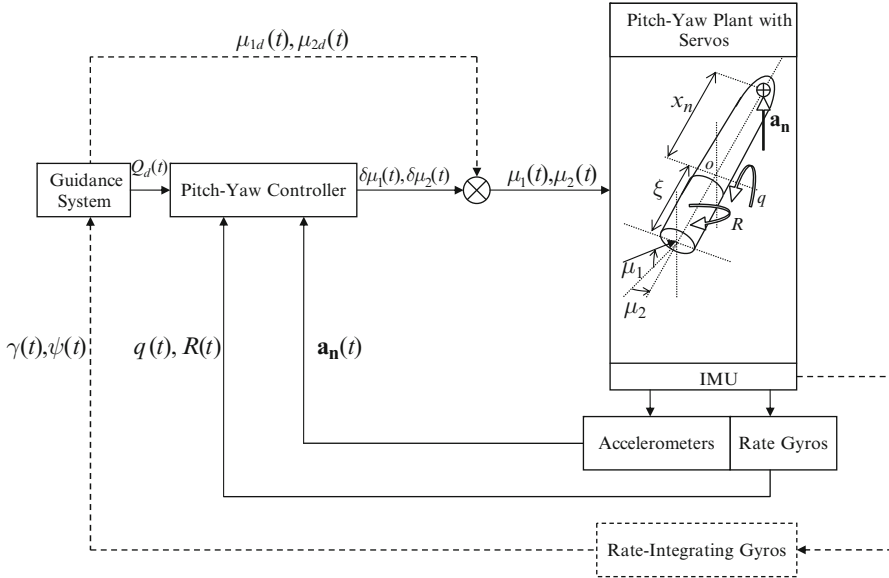 Pitch-Yaw Plant with
Servos
μ1d(t), μ2d(t)
xn
an
Guidance
System
Qd(t)
Pitch-Yaw Controller
δμ1(t),δμ2(t)
μ1(t),μ2(t)
o
ξ
q
R
μ1
μ2
γ(t),ψ(t)
q(t), R(t)
an(t)
IMU
Accelerometers
Rate Gyros
Rate-Integrating Gyros